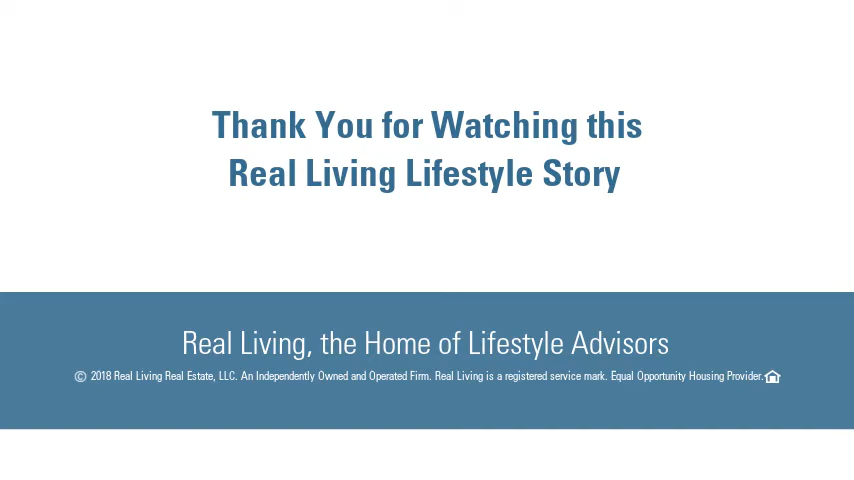 Thank You for Watching this
Real Living Lifestyle Story
Real Living, the Home of Lifestyle Advisors
© 2018 Real Living Real Estate, LLC. An Independently Owned and Operated Firm. Real Living is a registered service mark. Equal Opportunity Housing Provider.